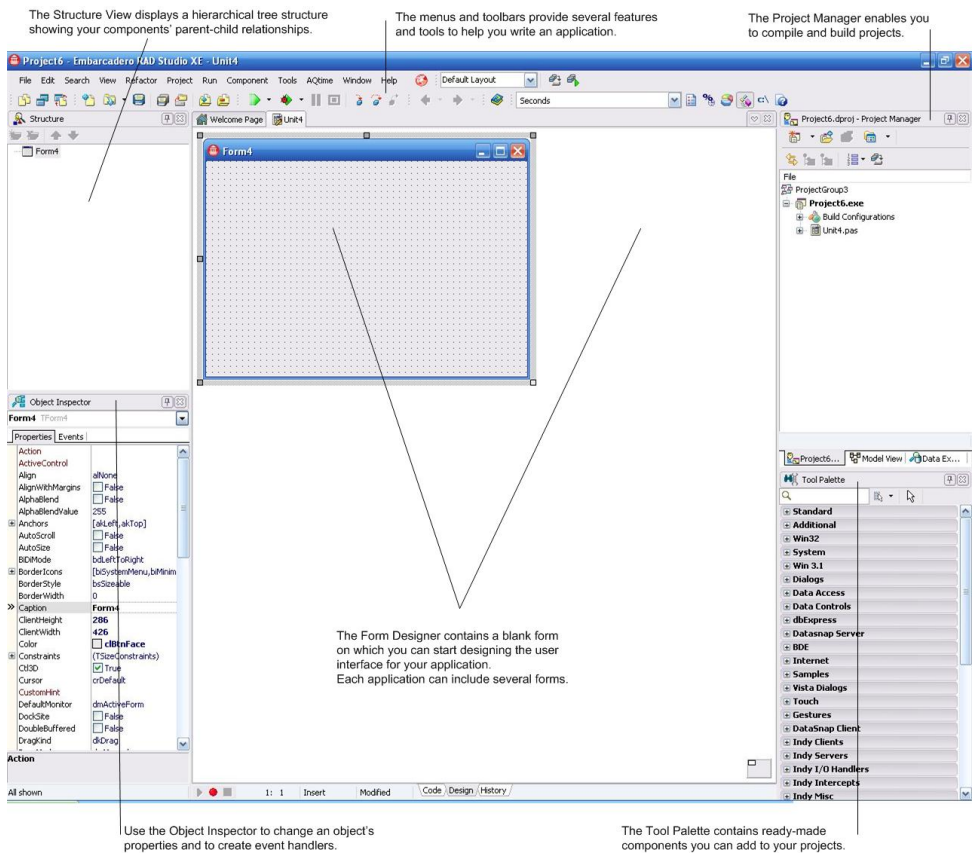 The Structure View displays a hierarchical tree structure
showing your components' parent-child relationships.
The menus and toolbars provide several features
and tools to help you write an application.
The Project Manager enables you
to compile and build projects.
Project6 - Embarcadero RAD Studio XE - Unit4
File Edit Search View Refactor Project Run Component Tools AQtime Window Help Default Layout
Seconds
Structure
Form4
Welcome Page Unit4
Form4
Project6.dproj - Project Manager
File
ProjectGroup3
Project6.exe
Build Configurations
Unit4.pas
Project6... Model View Data Ex...
Object Inspector
Form4 TForm4
Properties Events
Action
ActiveControl
Align alNone
AlignWithMargins False
AlphaBlend False
AlphaBlendValue 255
Anchors [akLeft,akTop]
AutoScroll False
AutoSize False
BiDiMode bdLeftToRight
BorderIcons [biSystemMenu,biMinim
BorderStyle bsSizeable
BorderWidth 0
Caption Form4
ClientHeight 286
ClientWidth 426
Color clBtnFace
Constraints (TSizeConstraints)
Ctl3D True
Cursor crDefault
CustomHint
DefaultMonitor dmActiveForm
DockSite False
DoubleBuffered False
DragKind dkDrag
Action
All shown
The Form Designer contains a blank form
on which you can start designing the user
interface for your application.
Each application can include several forms.
1: 1 Insert Modified Code Design History
Tool Palette
Standard
Additional
Win32
System
Win 3.1
Dialogs
Data Access
Data Controls
dbExpress
Datasnap Server
BDE
Internet
Samples
Vista Dialogs
Touch
Gestures
DataSnap Client
Indy Clients
Indy Servers
Indy I/O Handlers
Indy Intercepts
Indy Misc
Use the Object Inspector to change an object's
properties and to create event handlers.
The Tool Palette contains ready-made
components you can add to your projects.